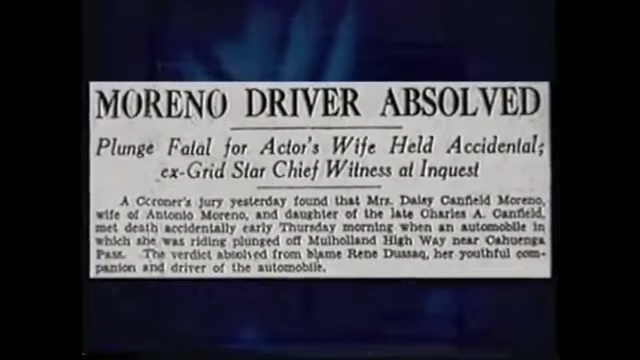 MORENO DRIVER ABSOLVED
Plunge Fatal for Actor's Wife Held Accidental;
ex-Grid Star Chief Witness at Inquest
A Coroner's jury yesterday found that Mrs. Daisy Canfield Moreno,
wife of Antonio Moreno, and daughter of the late Charles A. Canfield,
met death accidentally early Thursday morning when an automobile in
which she was riding plunged off Mulholland High Way near Cahuenga
Pass. The verdict absolved from blame Rene Dussaq, her youthful com-
panion and driver of the automobile.